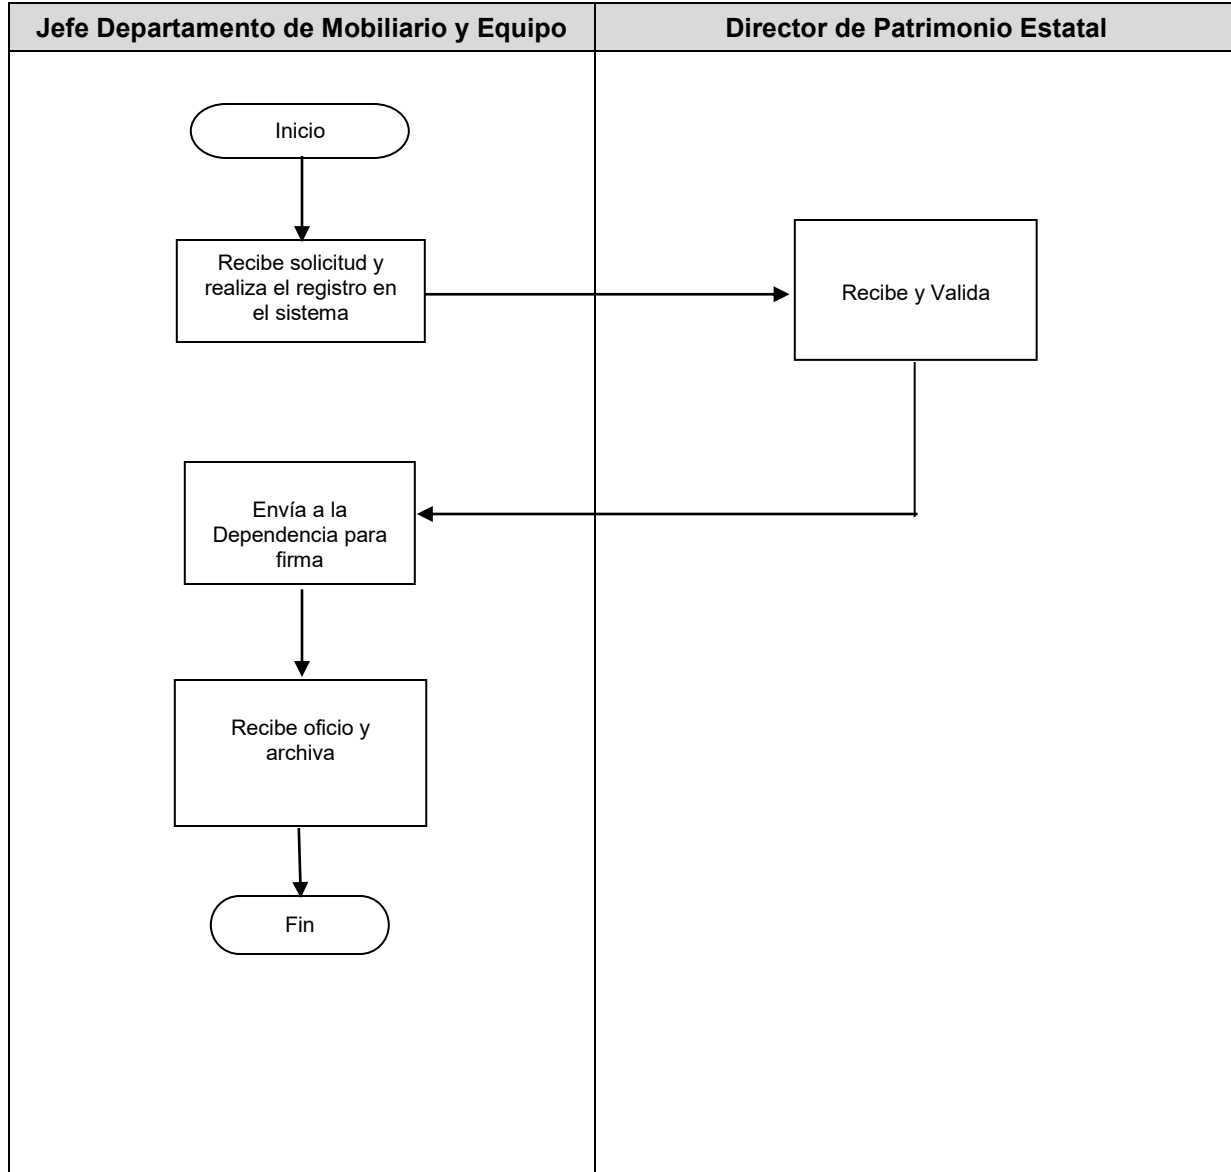 Jefe Departamento de Mobiliario y Equipo
Director de Patrimonio Estatal
Inicio
Recibe solicitud y
realiza el registro en
el sistema
Recibe y Valida
Envía a la
Dependencia para
firma
Recibe oficio y
archiva
Fin